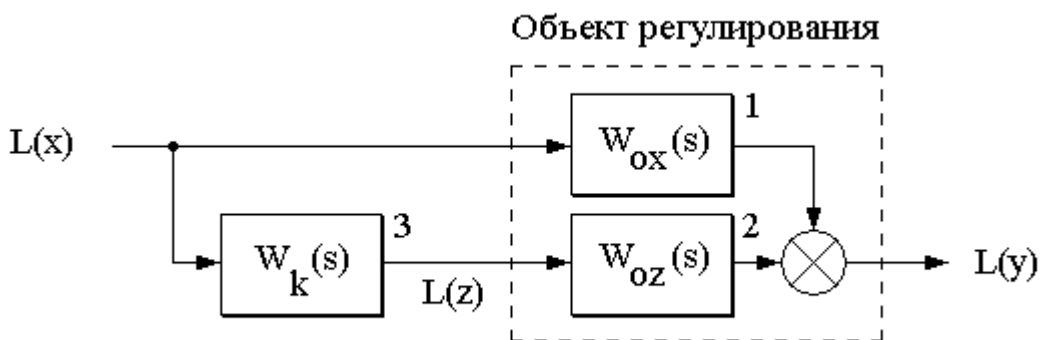 Объект регулирования
L(x)
W_ox(s)
1
W_k(s)
3
L(z)
W_oz(s)
2
L(y)